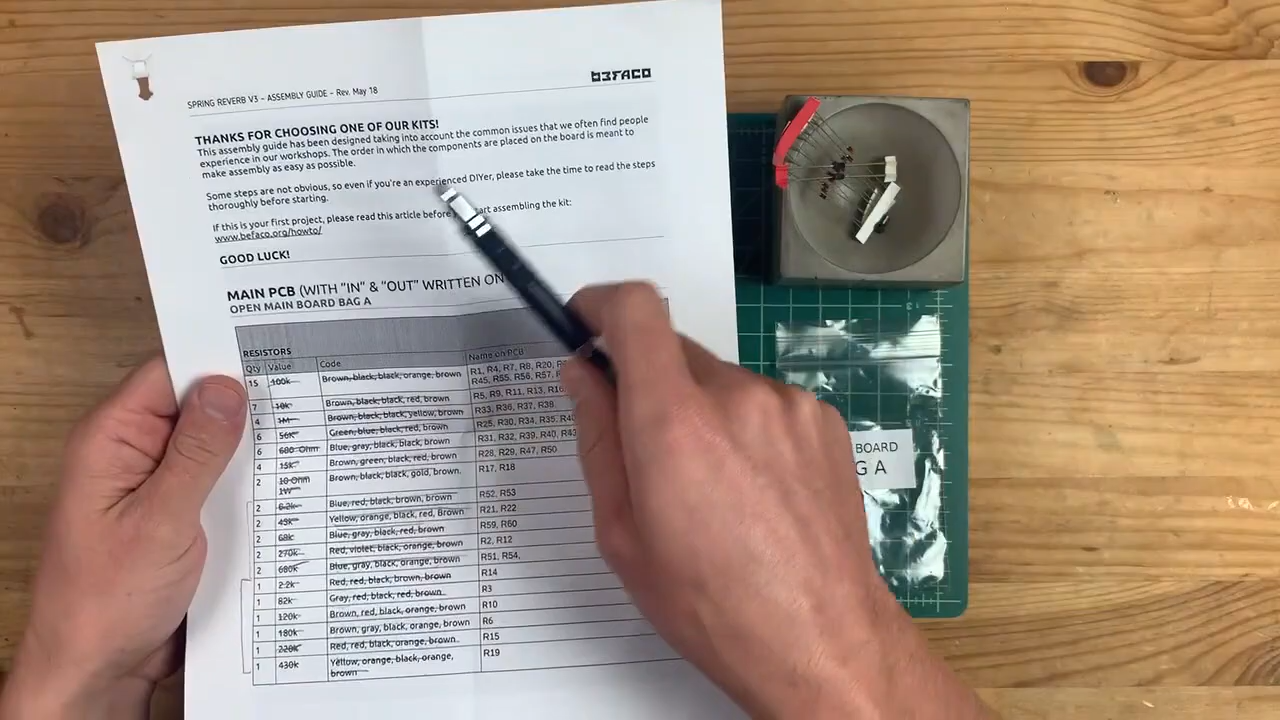 SPRING REVERB V3 – ASSEMBLY GUIDE – Rev. May 18
BEFACO
THANKS FOR CHOOSING ONE OF OUR KITS!
This assembly guide has been designed taking into account the common issues that we often find people
experience in our workshops. The order in which the components are placed on the board is meant to
make assembly as easy as possible.
Some steps are not obvious, so even if you're an experienced DIYer, please take the time to read the steps
thoroughly before starting.
If this is your first project, please read this article before start assembling the kit:
www.befaco.org/howto/
GOOD LUCK!
MAIN PCB (WITH "IN" & "OUT" WRITTEN ON
OPEN MAIN BOARD BAG A
RESISTORS
Qty Value Code Name on PCB
15 100k Brown, black, black, orange, brown R1, R4, R7, R8, R20,
R45, R55, R56, R57,
7 10k Brown, black, black, red, brown R5, R9, R11, R13, R16
4 1M Brown, black, black, yellow, brown R33, R36, R37, R38,
6 56K Green, blue, black, red, brown R25, R30, R34, R35,
6 680 Ohm Blue, gray, black, black, brown R31, R32, R39, R40,
4 15K Brown, green, black, red, brown R28, R29, R47, R50
2 10 Ohm Brown, black, black, gold, brown. R17, R18
1W
2 6.2k Blue, red, black, brown, brown R52, R53
2 43k Yellow, orange, black, red, Brown R21, R22
2 68k Blue, gray, black, red, brown R59, R60
2 270k Red, violet, black, orange, brown R2, R12
2 680k Blue, gray, black, orange, brown R51, R54,
1 2.2k Red, red, black, brown, brown R14
1 82k Gray, red, black, red, brown R3
1 120k Brown, red, black, orange, brown R10
1 180k Brown, gray, black, orange, brown R6
1 220K Red, red, black, orange, brown R15
1 430k Yellow, orange, black, orange, R19
brown
BOARD
G A